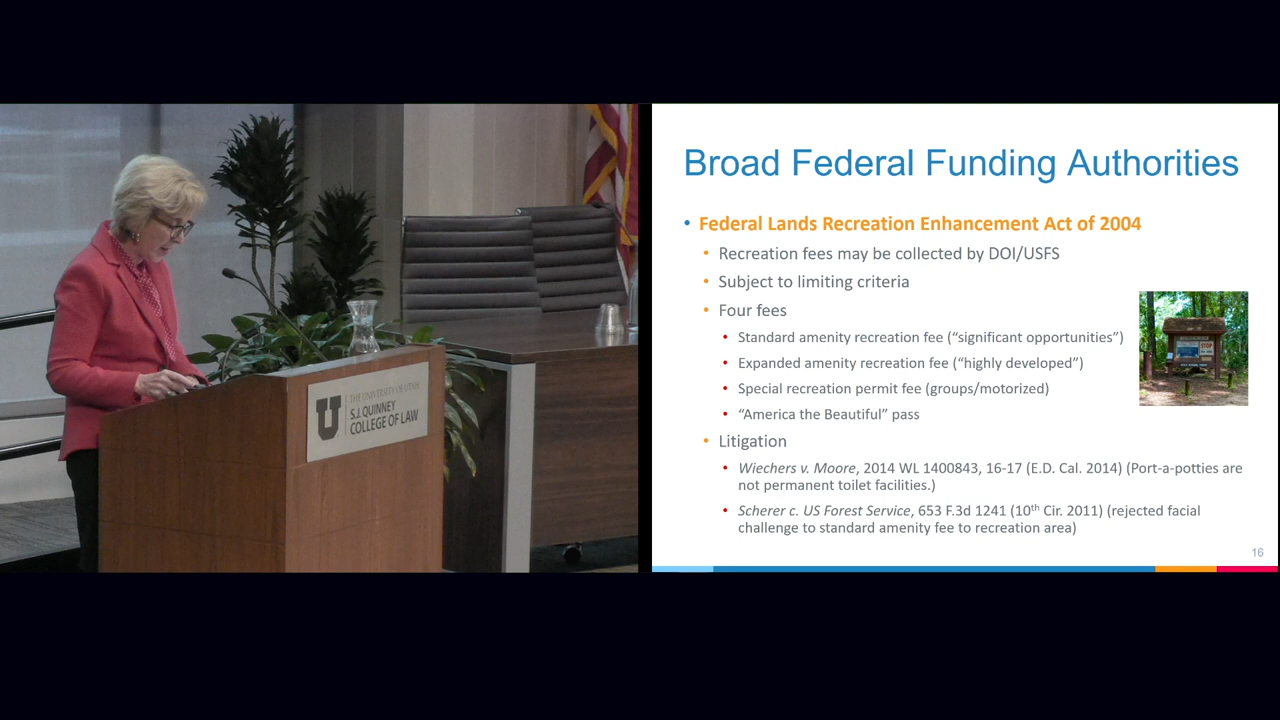 THE UNIVERSITY OF UTAH
U
S.J. QUINNEY
COLLEGE OF LAW
Broad Federal Funding Authorities
• Federal Lands Recreation Enhancement Act of 2004
• Recreation fees may be collected by DOI/USFS
• Subject to limiting criteria
• Four fees
• Standard amenity recreation fee (“significant opportunities”)
• Expanded amenity recreation fee (“highly developed”)
• Special recreation permit fee (groups/motorized)
• “America the Beautiful” pass
• Litigation
• Wiechers v. Moore, 2014 WL 1400843, 16-17 (E.D. Cal. 2014) (Port-a-potties are
not permanent toilet facilities.)
• Scherer c. US Forest Service, 653 F.3d 1241 (10th Cir. 2011) (rejected facial
challenge to standard amenity fee to recreation area)
STOP
16